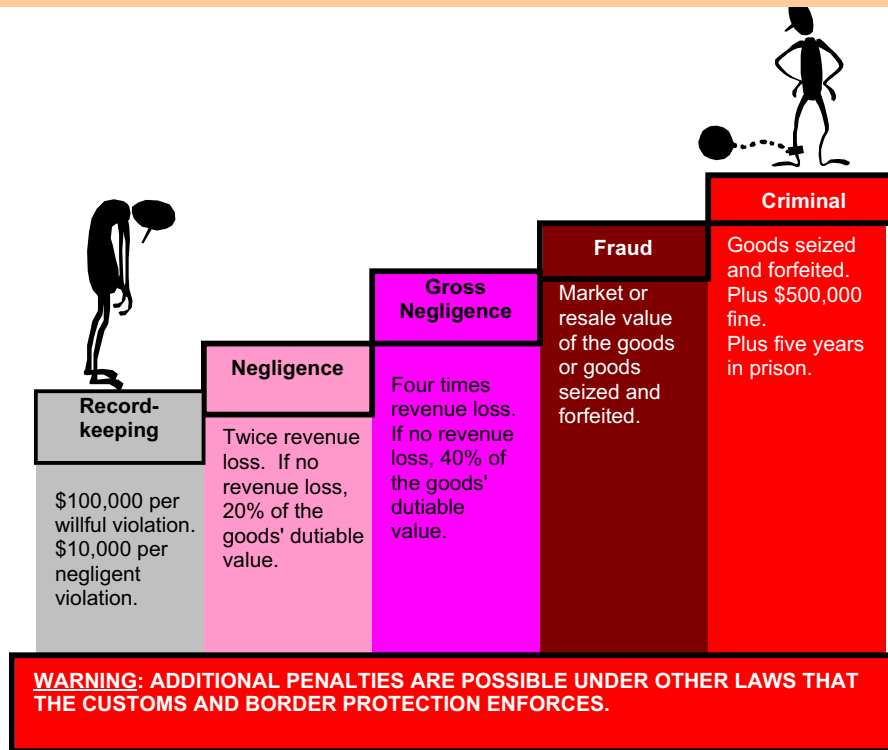 Record-
keeping
$100,000 per
willful violation.
$10,000 per
negligent
violation.
Negligence
Twice revenue
loss.  If no
revenue loss,
20% of the
goods' dutiable
value.
Gross
Negligence
Four times
revenue loss.
If no revenue
loss, 40% of
the goods'
dutiable
value.
Fraud
Market or
resale value
of the goods
or goods
seized and
forfeited.
Criminal
Goods seized
and forfeited.
Plus $500,000
fine.
Plus five years
in prison.
WARNING: ADDITIONAL PENALTIES ARE POSSIBLE UNDER OTHER LAWS THAT
THE CUSTOMS AND BORDER PROTECTION ENFORCES.